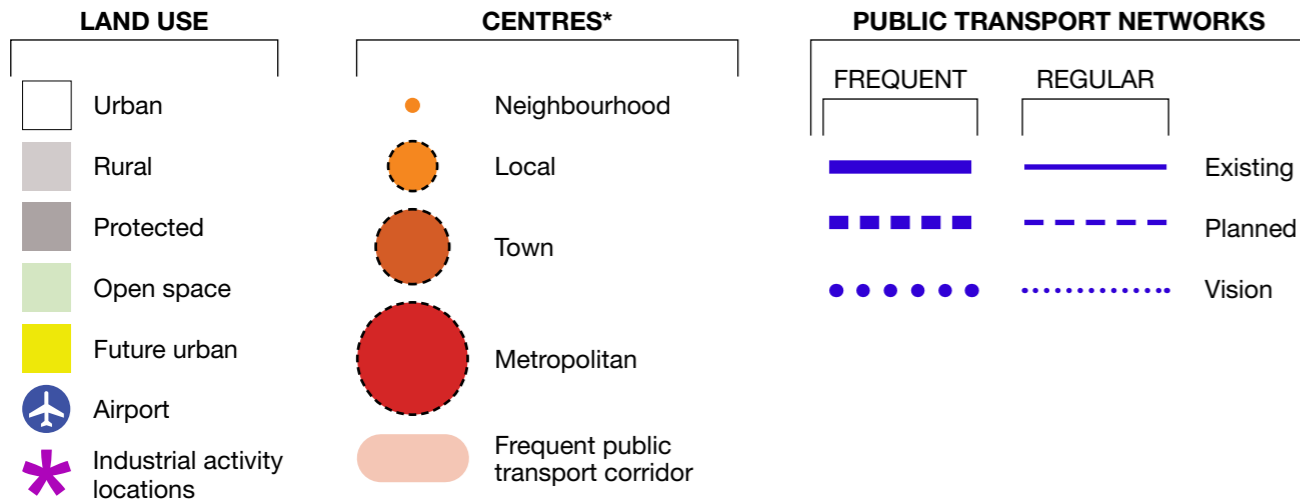 LAND USE
Urban
Rural
Protected
Open space
Future urban
Airport
Industrial activity
locations
CENTRES*
Neighbourhood
Local
Town
Metropolitan
Frequent public
transport corridor
PUBLIC TRANSPORT NETWORKS
FREQUENT
REGULAR
Existing
Planned
Vision